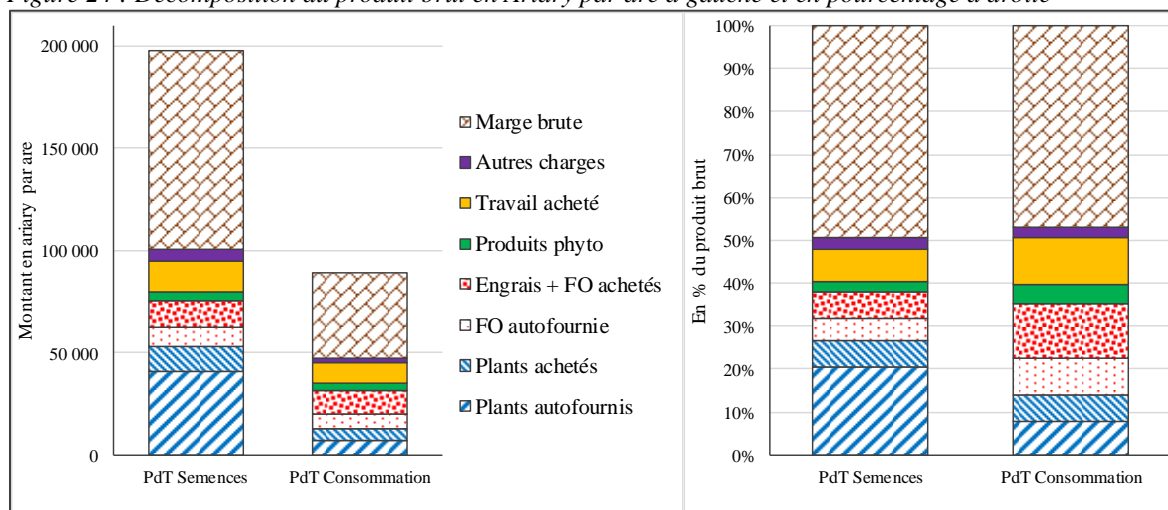 Figure 24 : Décomposition du produit brut en Ariary par are à gauche et en pourcentage à droite
Montant en ariary par are
200 000
150 000
100 000
50 000
0
PdT Semences
PdT Consommation
Marge brute
Autres charges
Travail acheté
Produits phyto
Engrais + FO achetés
FO autofournie
Plants achetés
Plants autofournis
En % du produit brut
100%
90%
80%
70%
60%
50%
40%
30%
20%
10%
0%
PdT Semences
PdT Consommation